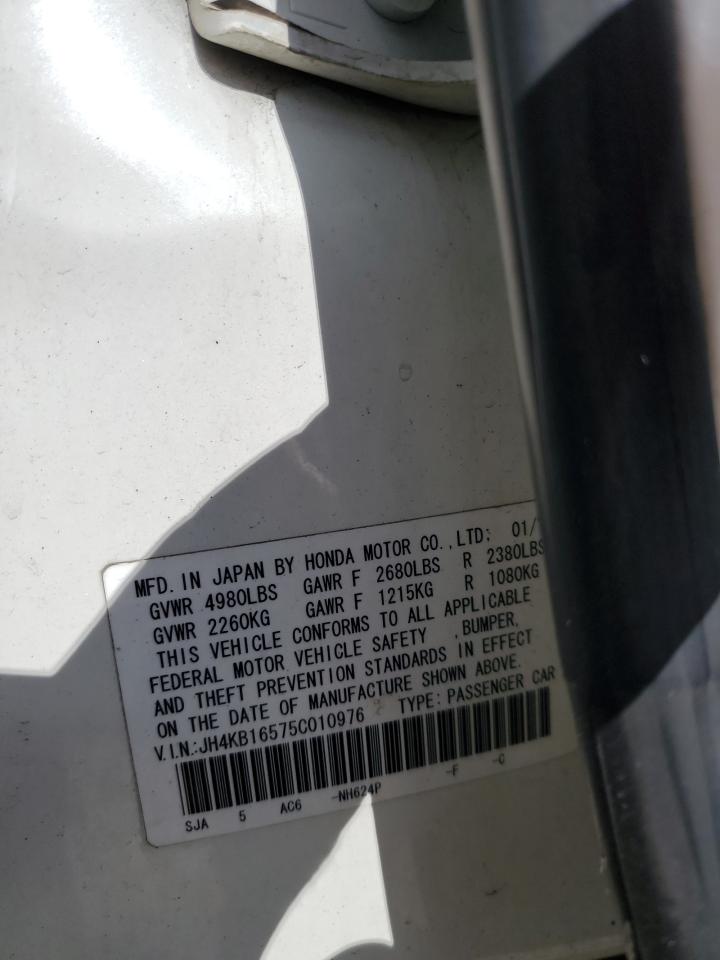 MFD. IN JAPAN BY HONDA MOTOR CO.,LTD; 01/
GVWR 4980LBS GAWR F 2680LBS R 2380LBS
GVWR 2260KG GAWR F 1215KG R 1080KG
THIS VEHICLE CONFORMS TO ALL APPLICABLE
FEDERAL MOTOR VEHICLE SAFETY ,BUMPER,
AND THEFT PREVENTION STANDARDS IN EFFECT
ON THE DATE OF MANUFACTURE SHOWN ABOVE.
V.I.N.:JH4KB16575C010976 TYPE: PASSENGER CAR
SJA 5 AC6 -NH624P -F -C